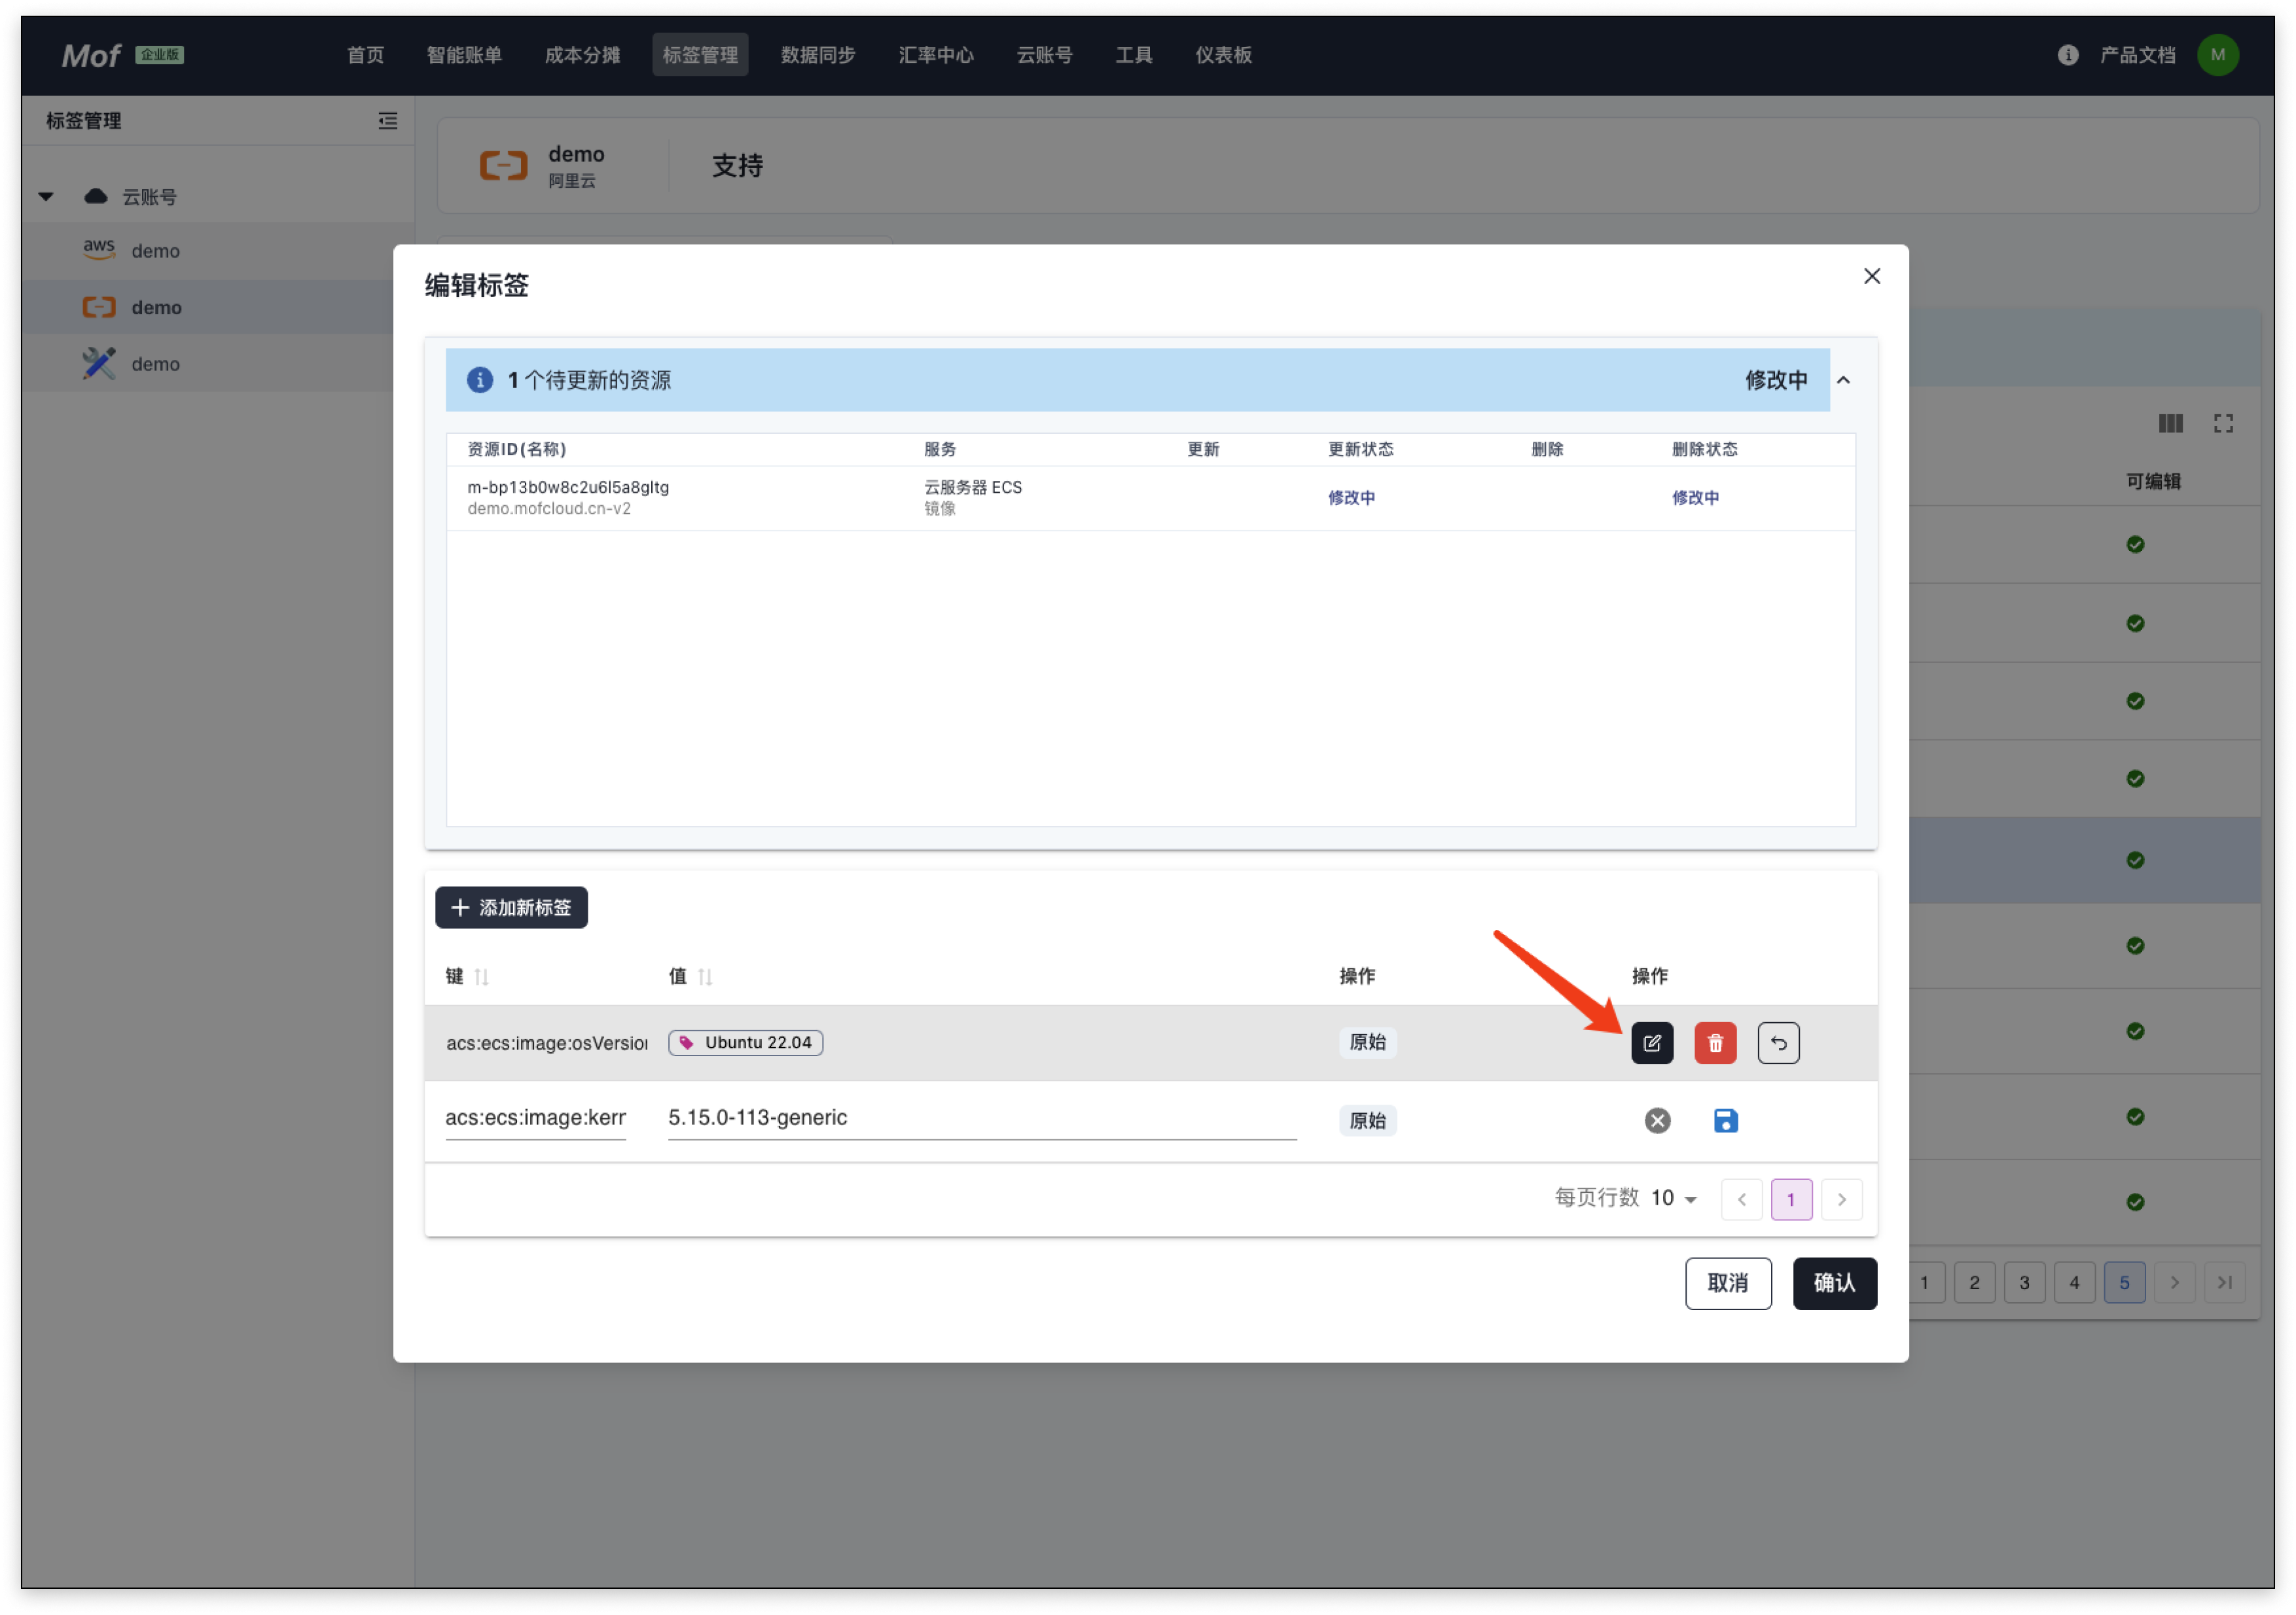 Mof 企业版 首页 智能账单 成本分摊 标签管理 数据同步 汇率中心 云账号 工具 仪表板 产品文档 M
标签管理
云账号
aws demo
demo
demo
demo
阿里云
支持
可编辑
编辑标签
1 个待更新的资源 修改中
资源ID(名称) 服务 更新 更新状态 删除 删除状态
m-bp13b0w8c2u6l5a8gltg 云服务器 ECS 修改中 修改中
demo.mofcloud.cn-v2 镜像
添加新标签
键 值 操作 操作
acs:ecs:image:osVersion Ubuntu 22.04 原始
acs:ecs:image:kern 5.15.0-113-generic 原始
每页行数 10 1
取消 确认
1 2 3 4 5